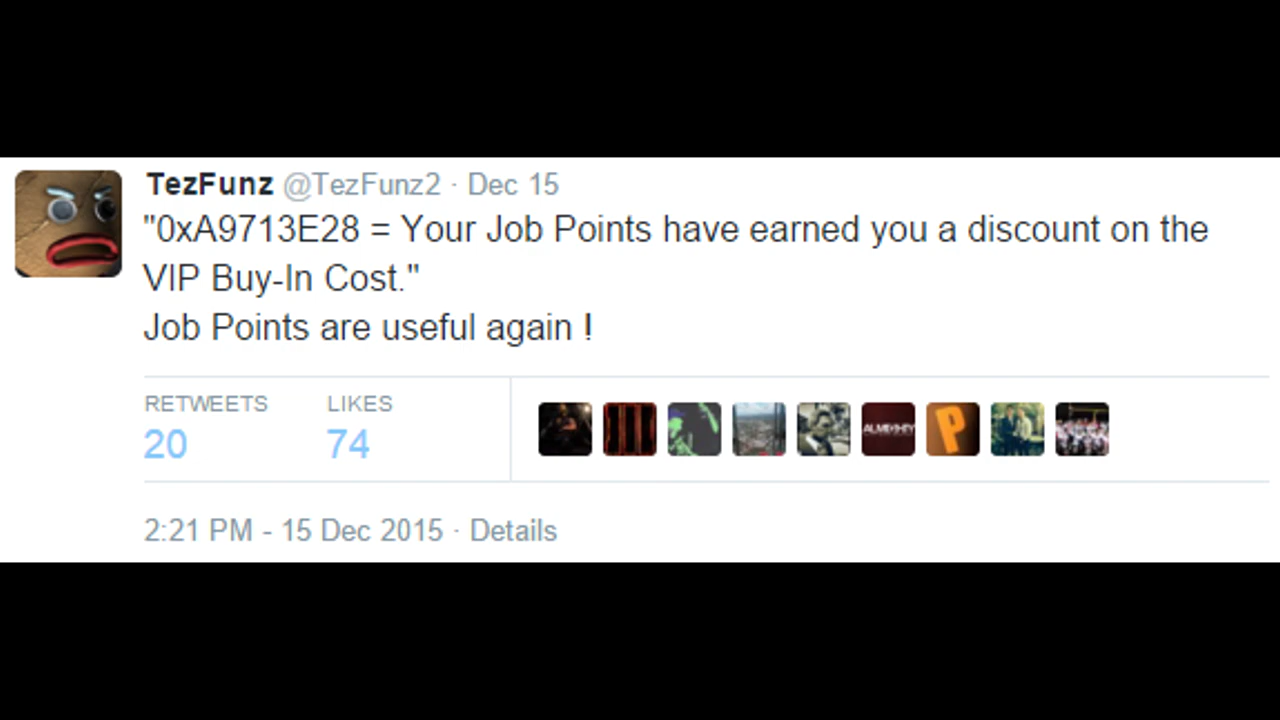 TezFunz @TezFunz2 · Dec 15
"0xA9713E28 = Your Job Points have earned you a discount on the
VIP Buy-In Cost."
Job Points are useful again !
RETWEETS LIKES
20 74
ALMIGHTY
P
2:21 PM - 15 Dec 2015 · Details